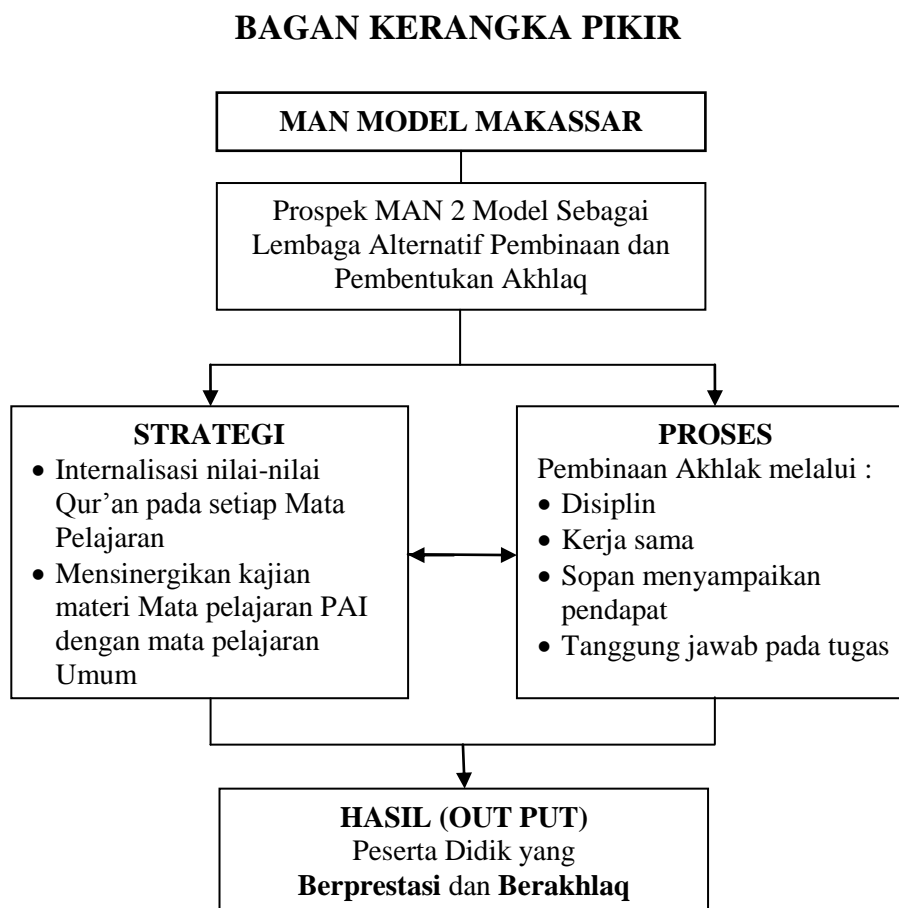 BAGAN KERANGKA PIKIR
MAN MODEL MAKASSAR
Prospek MAN 2 Model Sebagai
Lembaga Alternatif Pembinaan dan
Pembentukan Akhlaq
STRATEGI
• Internalisasi nilai-nilai
Qur’an pada setiap Mata
Pelajaran
• Mensinergikan kajian
materi Mata pelajaran PAI
dengan mata pelajaran
Umum
PROSES
Pembinaan Akhlak melalui :
• Disiplin
• Kerja sama
• Sopan menyampaikan
pendapat
• Tanggung jawab pada tugas
HASIL (OUT PUT)
Peserta Didik yang
Berprestasi dan Berakhlaq